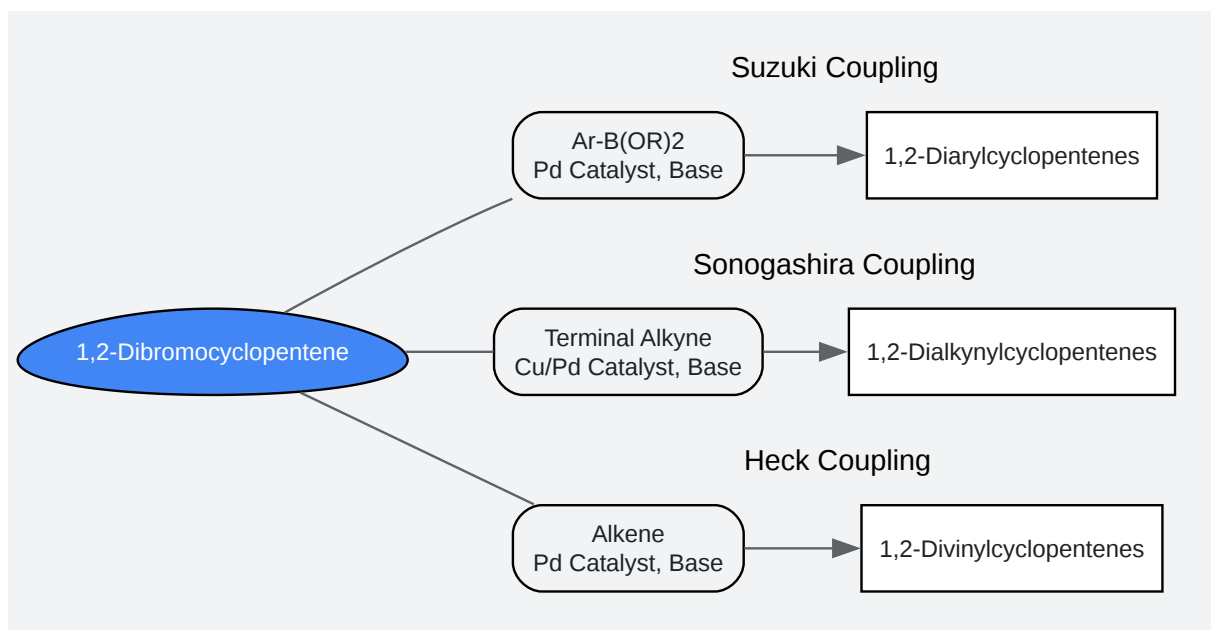 Suzuki Coupling
Ar-B(OR)2
Pd Catalyst, Base
1,2-Diarylcyclopentenes
Sonogashira Coupling
1,2-Dibromocyclopentene
Terminal Alkyne
Cu/Pd Catalyst, Base
1,2-Dialkynylcyclopentenes
Heck Coupling
Alkene
Pd Catalyst, Base
1,2-Divinylcyclopentenes